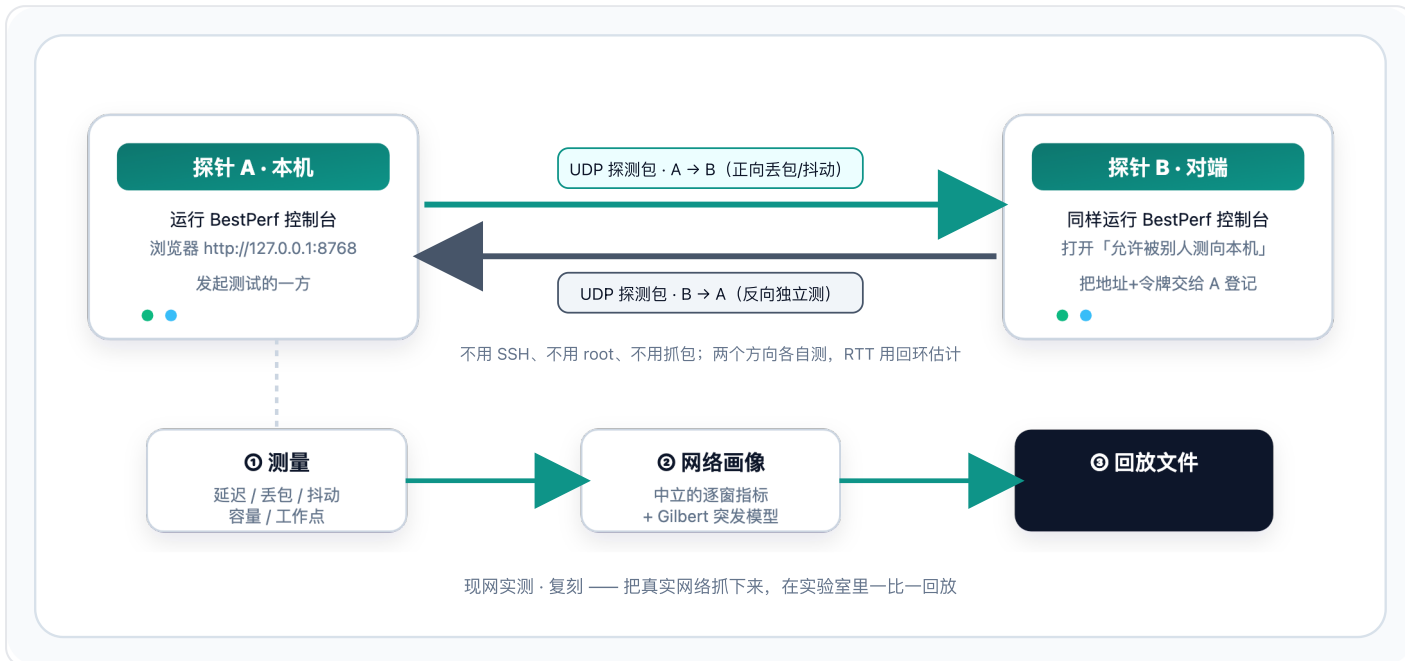 探针 A · 本机
运行 BestPerf 控制台
浏览器 http://127.0.0.1:8768
发起测试的一方
UDP 探测包 · A → B（正向丢包/抖动）
UDP 探测包 · B → A（反向独立测）
探针 B · 对端
同样运行 BestPerf 控制台
打开「允许被别人测向本机」
把地址+令牌交给 A 登记
不用 SSH、不用 root、不用抓包；两个方向各自测，RTT 用回环估计
① 测量
延迟 / 丢包 / 抖动
容量 / 工作点
② 网络画像
中立的逐窗指标
+ Gilbert 突发模型
③ 回放文件
现网实测 · 复刻 —— 把真实网络抓下来，在实验室里一比一回放